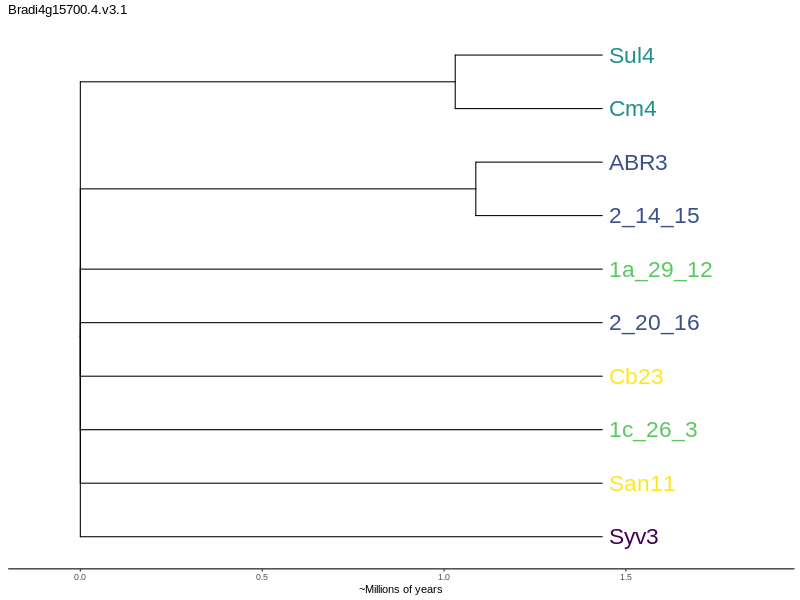 Bradi4g15700.4.v3.1
Sul4
Cm4
ABR3
2_14_15
1a_29_12
2_20_16
Cb23
1c_26_3
San11
Syv3
0.0 0.5 1.0 1.5
~Millions of years